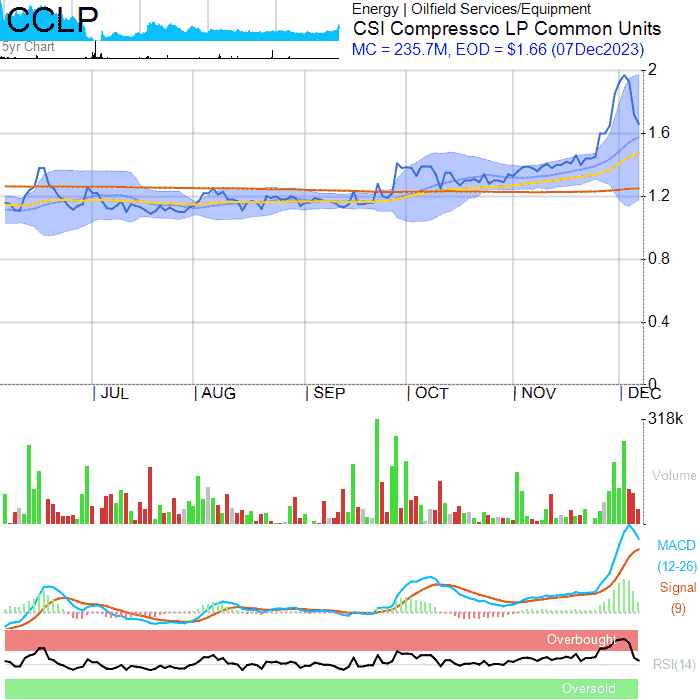 CCLP
Energy | Oilfield Services/Equipment
CSI Compressco LP Common Units
5yr Chart
MC = 235.7M, EOD = $1.66 (07Dec2023)
2
1.6
1.2
0.8
0.4
0
JUL
AUG
SEP
OCT
NOV
DEC
318k
Volume
MACD
(12-26)
Signal
(9)
Overbought
RSI(14)
Oversold